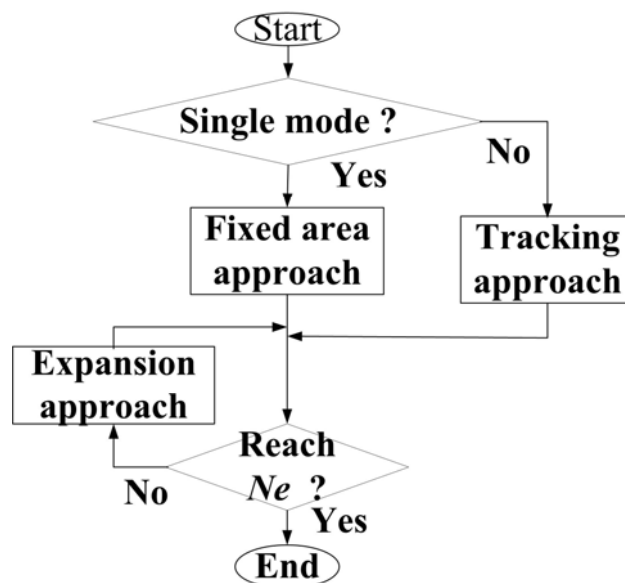 Start
Single mode ?
No
Yes
Fixed area
approach
Tracking
approach
Expansion
approach
Reach
Ne ?
No
Yes
End